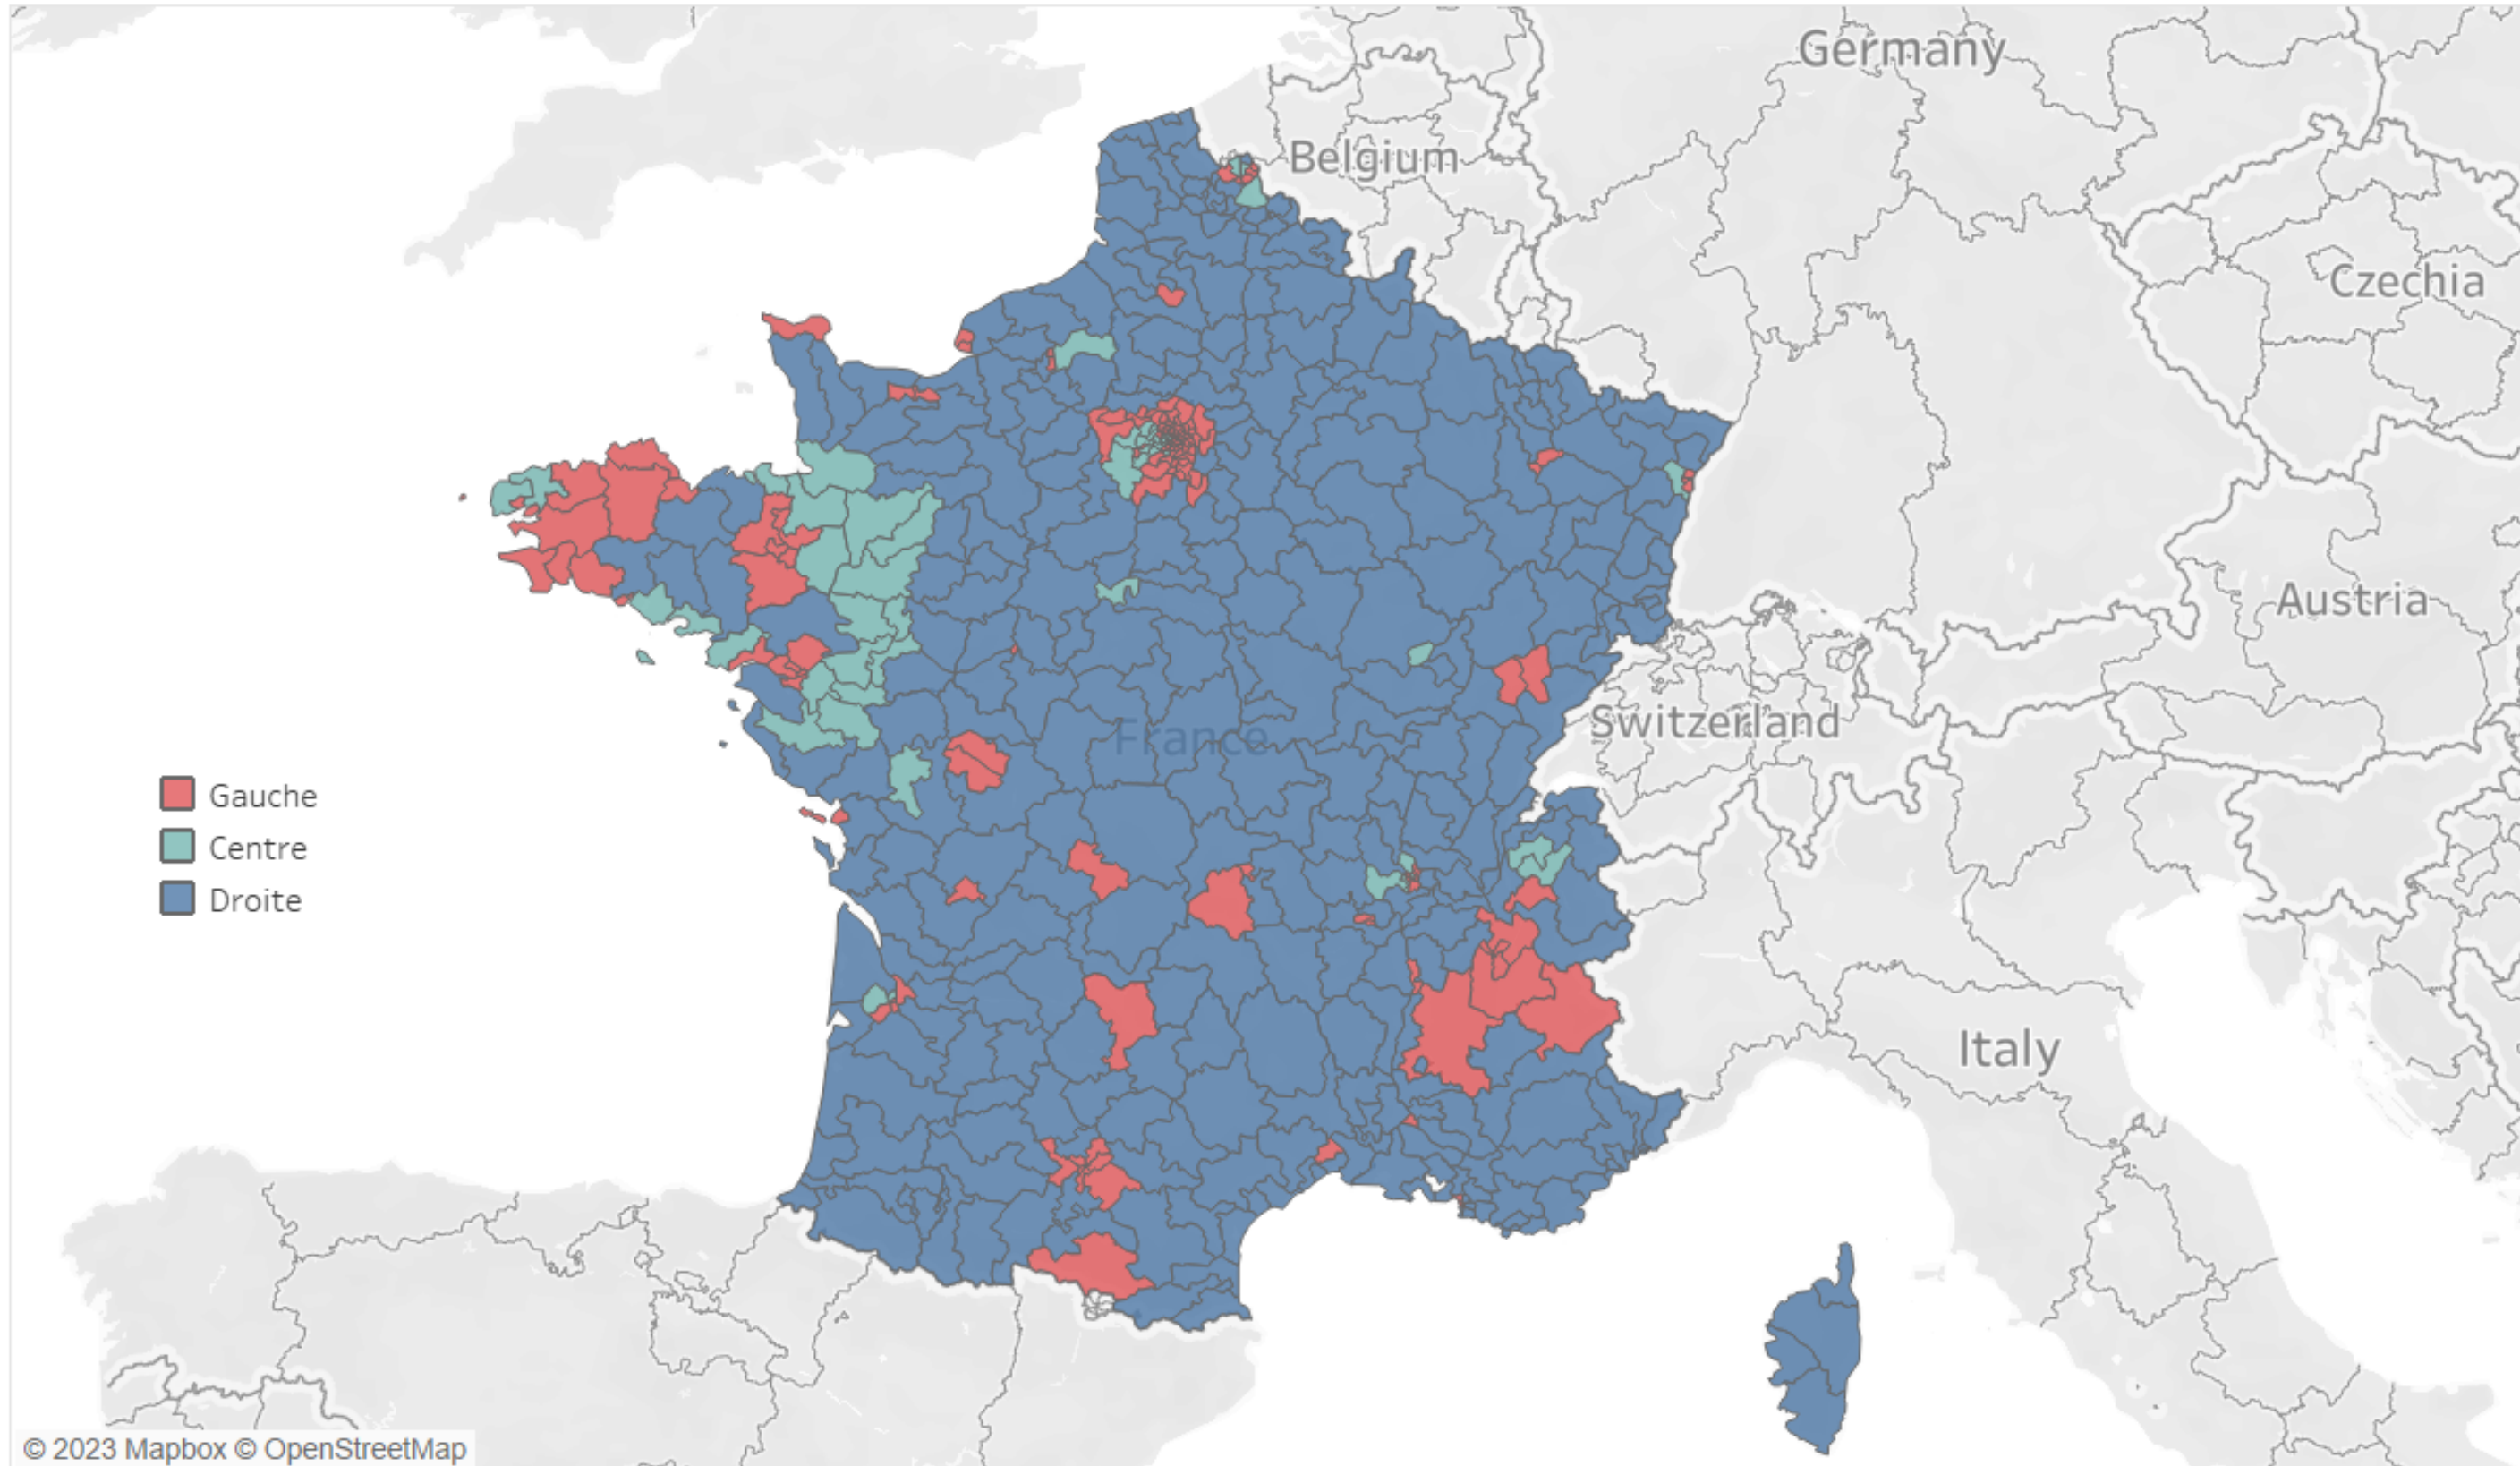 Germany
Belgium
Czechia
Austria
Switzerland
France
Gauche
Centre
Droite
Italy
© 2023 Mapbox © OpenStreetMap